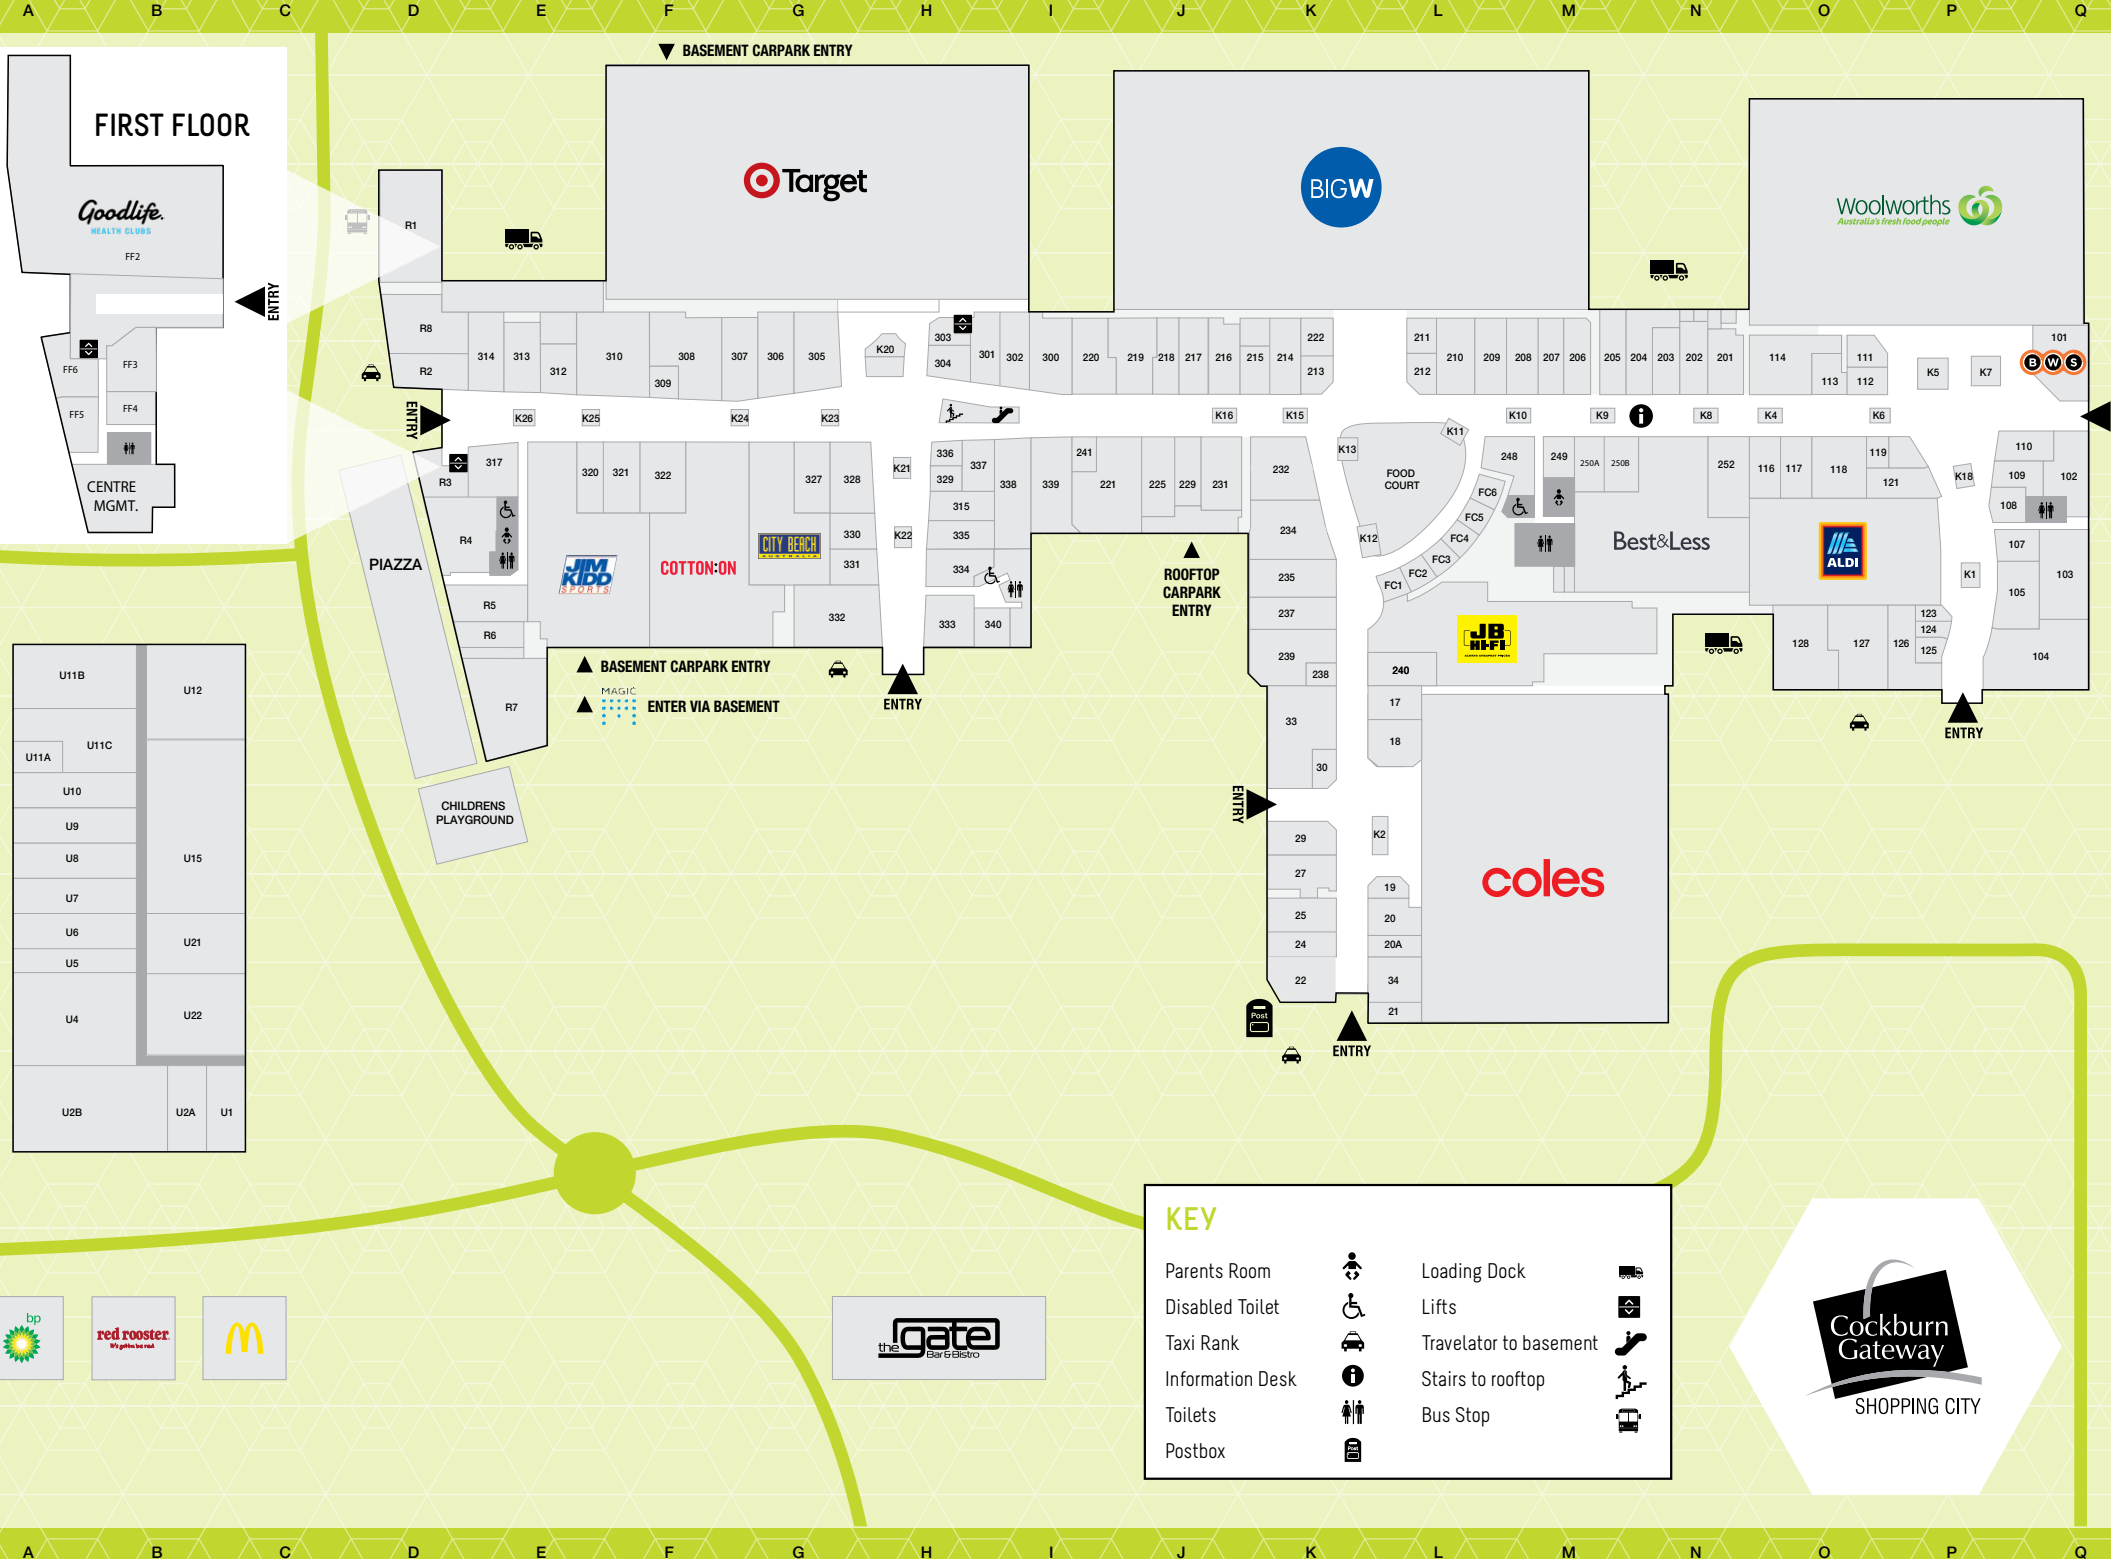 A B C D E F G H I J K L M N O P Q
BASEMENT CARPARK ENTRY
FIRST FLOOR
Goodlife.
HEALTH CLUBS
FF2
ENTRY
FF6
FF3
FF5
FF4
CENTRE
MGMT.
Target
BIGW
Woolworths
Australia's fresh food people
R1
R8
R2
314
313
312
310
308
309
307
306
305
K20
303
304
301
302
300
220
219
218
217
216
215
214
222
213
211
212
210
209
208
207
206
205
204
203
202
201
114
113
111
112
K5
K7
101
BWS
ENTRY
K26
K25
K24
K23
K16
K15
K10
K9
K8
K4
K6
K11
K13
FOOD
COURT
K12
R3
317
R4
320
321
322
327
328
K21
336
329
337
338
339
241
221
225
229
231
232
248
249
250A
250B
252
116
117
118
119
121
K18
110
109
102
108
315
335
334
330
331
K22
234
235
237
239
238
FC6
FC5
FC4
FC3
FC2
FC1
Best&Less
ALDI
107
103
105
K1
104
PIAZZA
JIM
KIDD
SPORTS
COTTON:ON
CITY BEACH
AUSTRALIA
ROOFTOP
CARPARK
ENTRY
R5
R6
R7
332
333
340
JB
HI-FI
ALWAYS CHEAPEST PRICES
240
123
124
125
126
127
128
BASEMENT CARPARK ENTRY
MAGIC
ENTER VIA BASEMENT
ENTRY
ENTRY
17
18
33
30
ENTRY
29
27
25
24
22
K2
19
20
20A
34
21
coles
Post
ENTRY
CHILDRENS
PLAYGROUND
U11B
U12
U11C
U11A
U10
U9
U8
U15
U7
U6
U21
U5
U4
U22
U2B
U2A
U1
bp
red rooster.
It's gotta be red
the gate
Bar & Bistro
KEY
Parents Room
Disabled Toilet
Taxi Rank
Information Desk
Toilets
Postbox
Post
Loading Dock
Lifts
Travelator to basement
Stairs to rooftop
Bus Stop
Cockburn
Gateway
SHOPPING CITY
A B C D E F G H I J K L M N O P Q